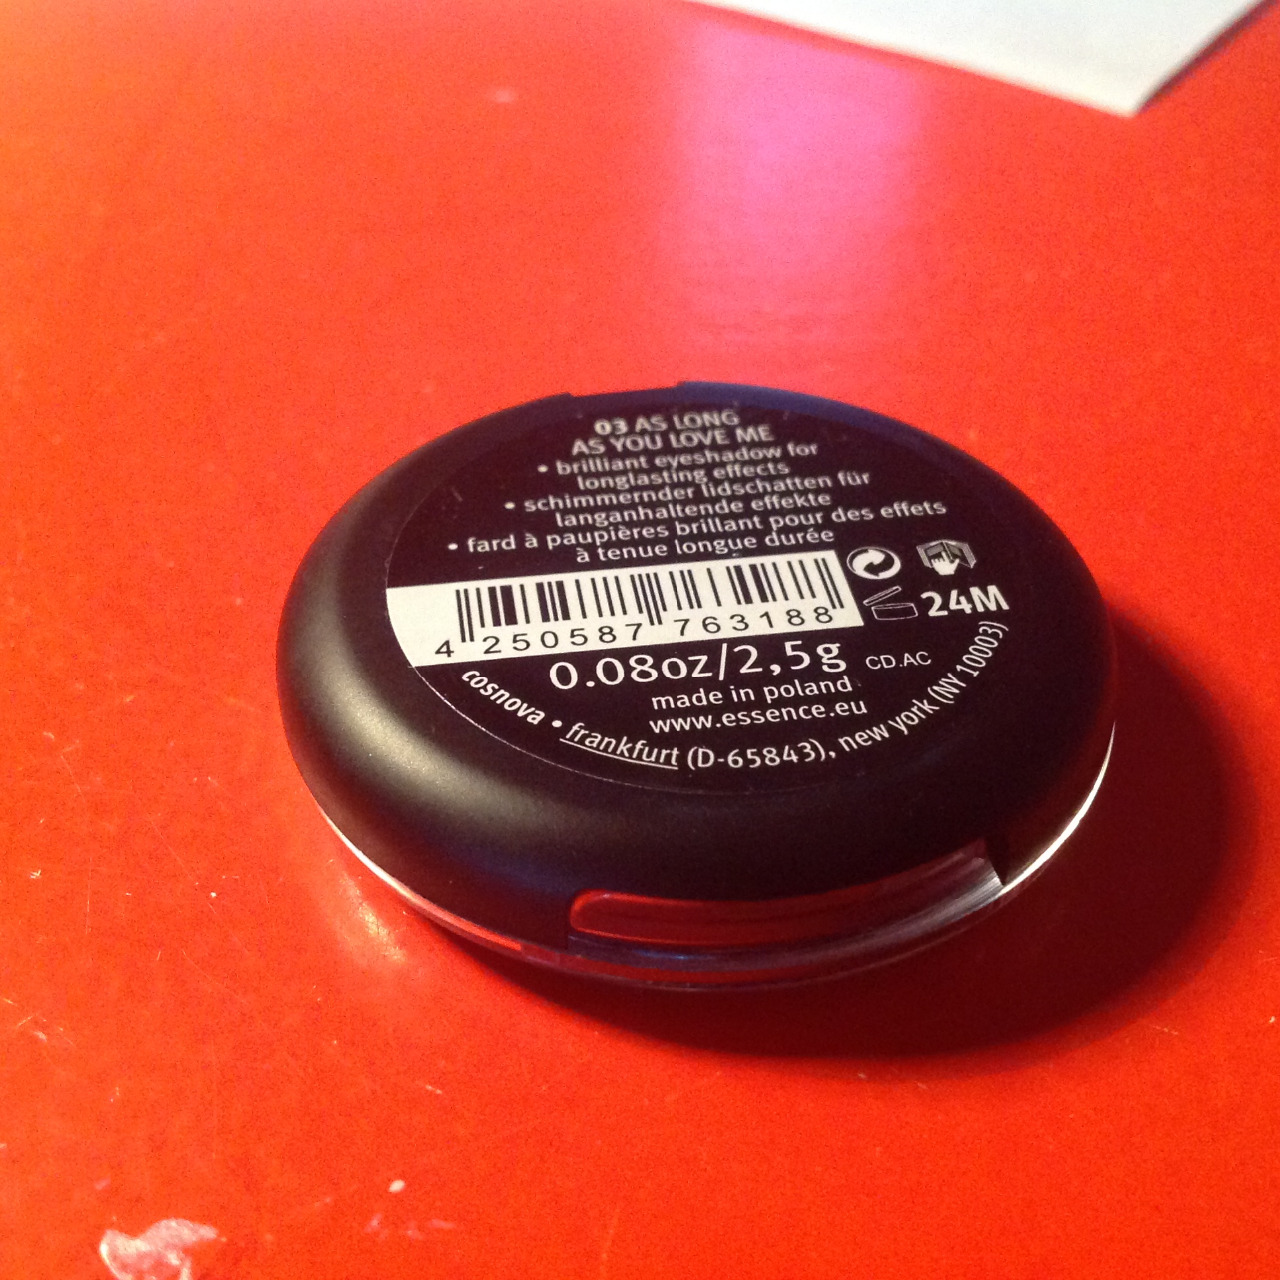 03 AS LONG
AS YOU LOVE ME
• brilliant eyeshadow for
longlasting effects
• schimmernder lidschatten für
langanhaltende effekte
• fard à paupières brillant pour des effets
à tenue longue durée
4 250587 763188
24M
0.08oz/2,5g CD.AC
made in poland
www.essence.eu
cosnova • frankfurt (D-65843), new york (NY 10003)